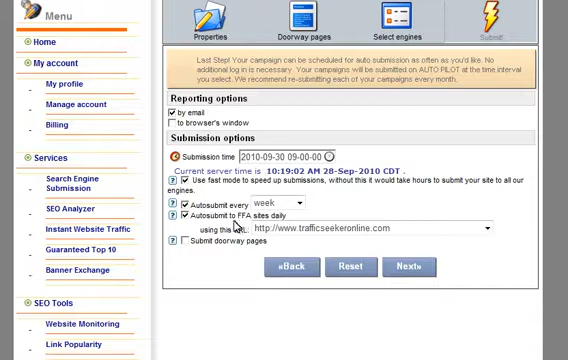 Menu
Home
My account
My profile
Manage account
Billing
Services
Search Engine
Submission
SEO Analyzer
Instant Website Traffic
Guaranteed Top 10
Banner Exchange
SEO Tools
Website Monitoring
Link Popularity
Properties
Doorway pages
Select engines
Submit
Last Step! Your campaign can be scheduled for auto submission as often as you'd like. No
additional log in is necessary. Your campaigns will be submitted on AUTO PILOT at the time interval
you select. We recommend re-submitting each of your campaigns every month.
Reporting options
by email
to browser's window
Submission options
Submission time 2010-09-30 09-00-00
Current server time is 10:19:02 AM 28-Sep-2010 CDT .
Use fast mode to speed up submissions, without this it would take hours to submit your site to all our
engines.
Autosubmit every week
Autosubmit to FFA sites daily
using this URL: http://www.trafficseekeronline.com
Submit doorway pages
«Back
Reset
Next»